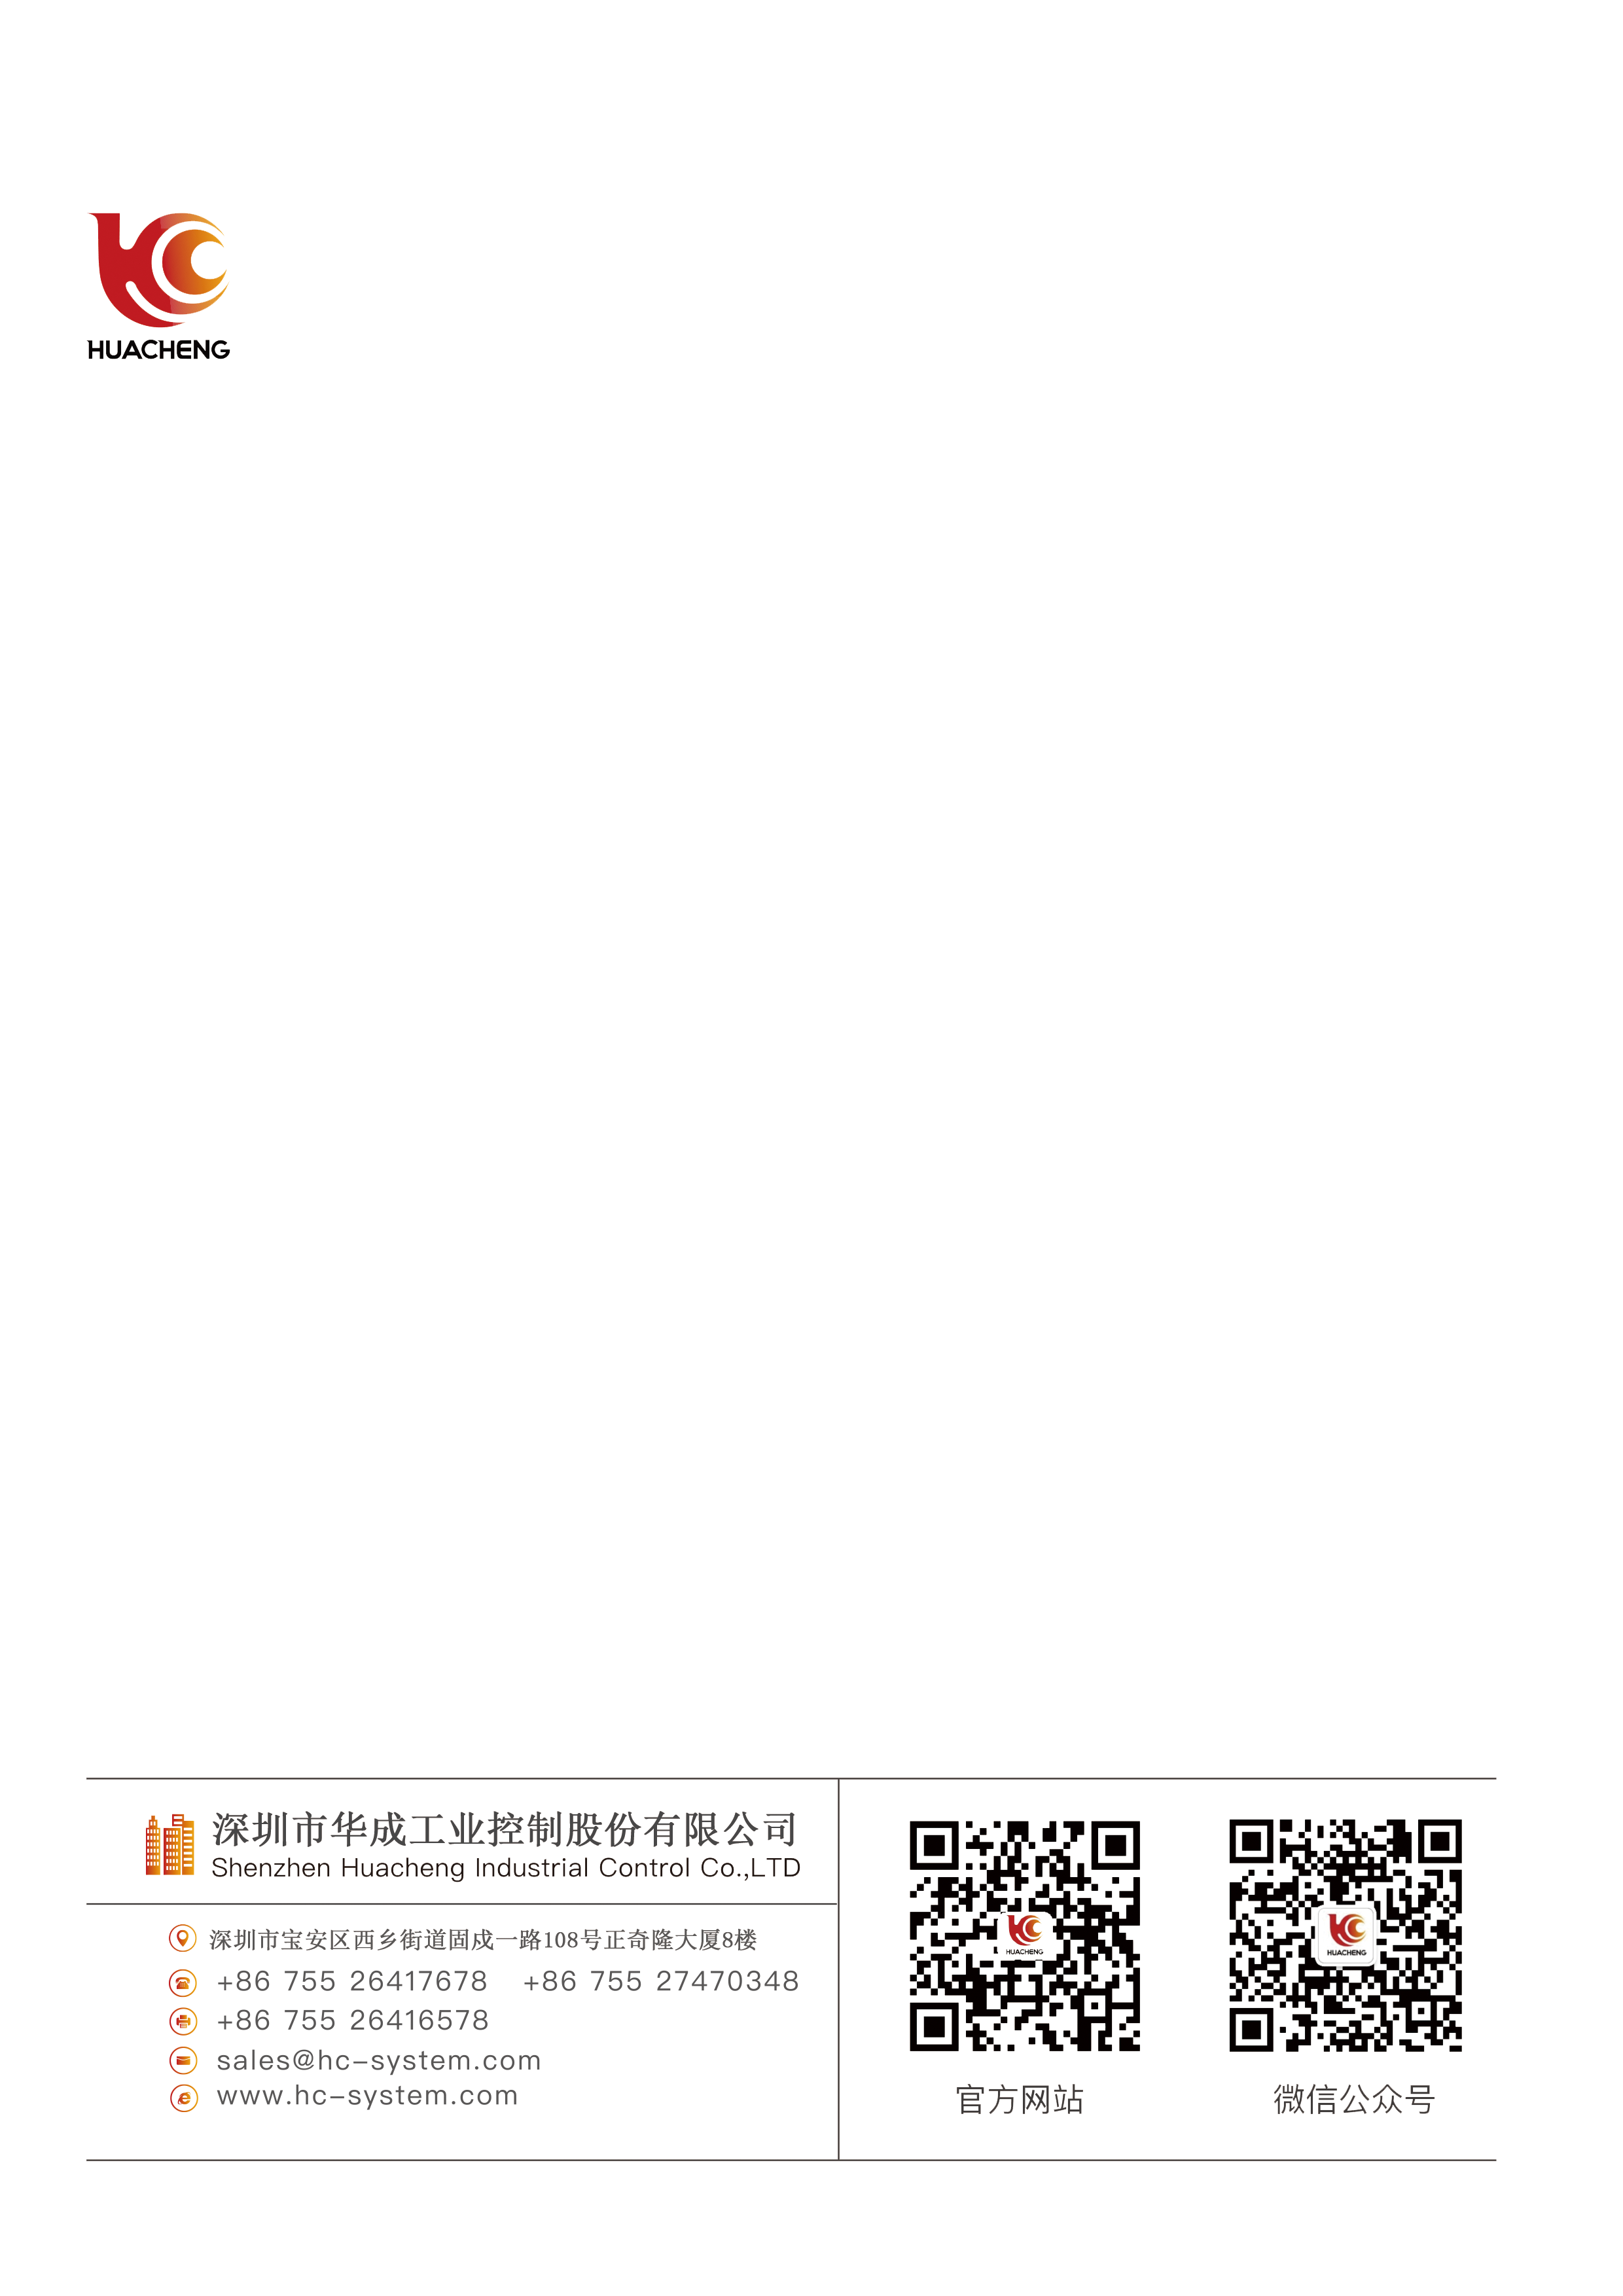 HUACHENG
深圳市华成工业控制股份有限公司
Shenzhen Huacheng Industrial Control Co.,LTD
深圳市宝安区西乡街道固戍一路108号正奇隆大厦8楼
+86 755 26417678 +86 755 27470348
+86 755 26416578
sales@hc-system.com
www.hc-system.com
HUACHENG
HUACHENG
官方网站
微信公众号